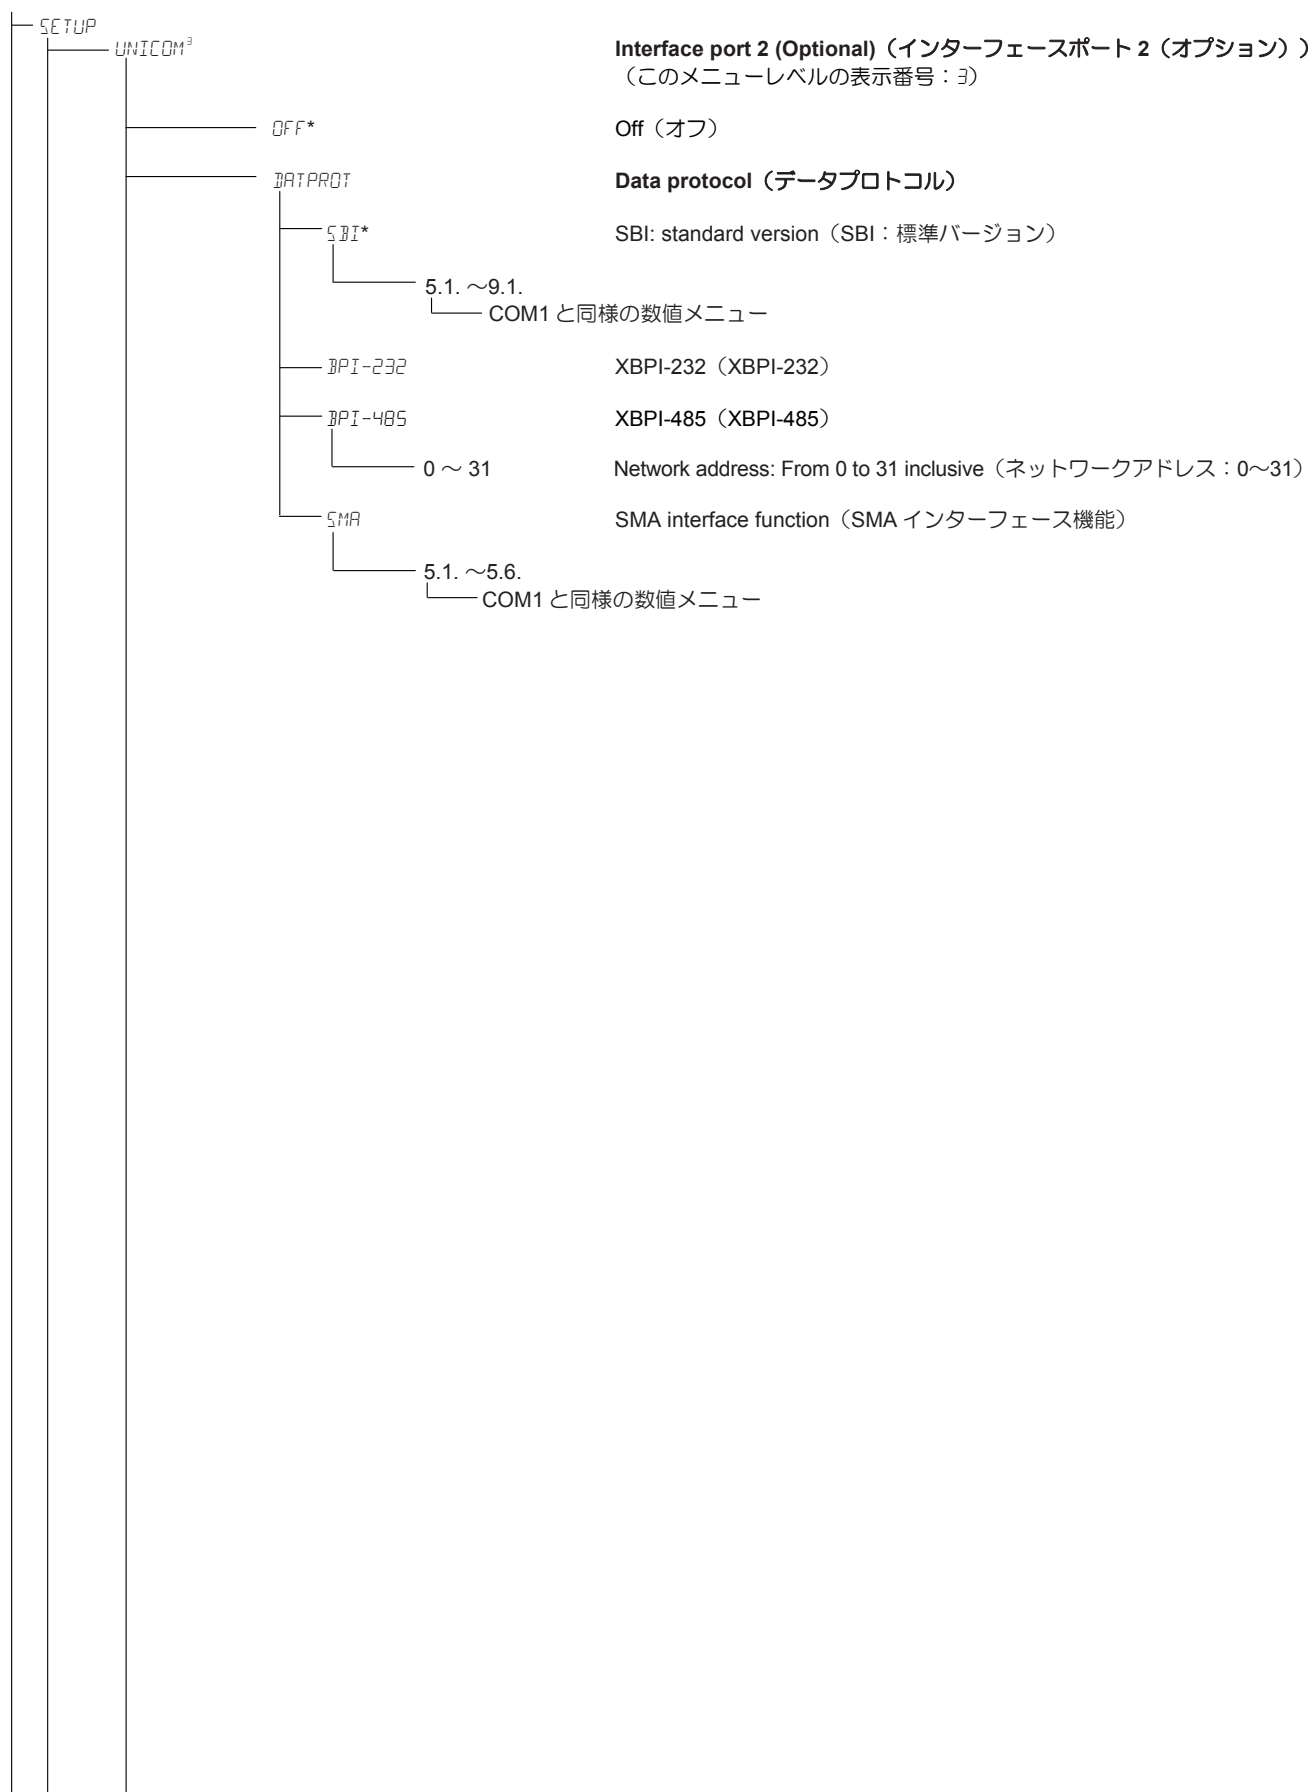 SETUP
UNICOM³ Interface port 2 (Optional)（インターフェースポート 2（オプション））
（このメニューレベルの表示番号：3）
OFF* Off（オフ）
DATPROT Data protocol（データプロトコル）
SBI* SBI: standard version（SBI：標準バージョン）
5.1. ～9.1.
COM1 と同様の数値メニュー
BPI-232 XBPI-232（XBPI-232）
BPI-485 XBPI-485（XBPI-485）
0 ～ 31 Network address: From 0 to 31 inclusive（ネットワークアドレス：0～31）
SMA SMA interface function（SMA インターフェース機能）
5.1. ～5.6.
COM1 と同様の数値メニュー